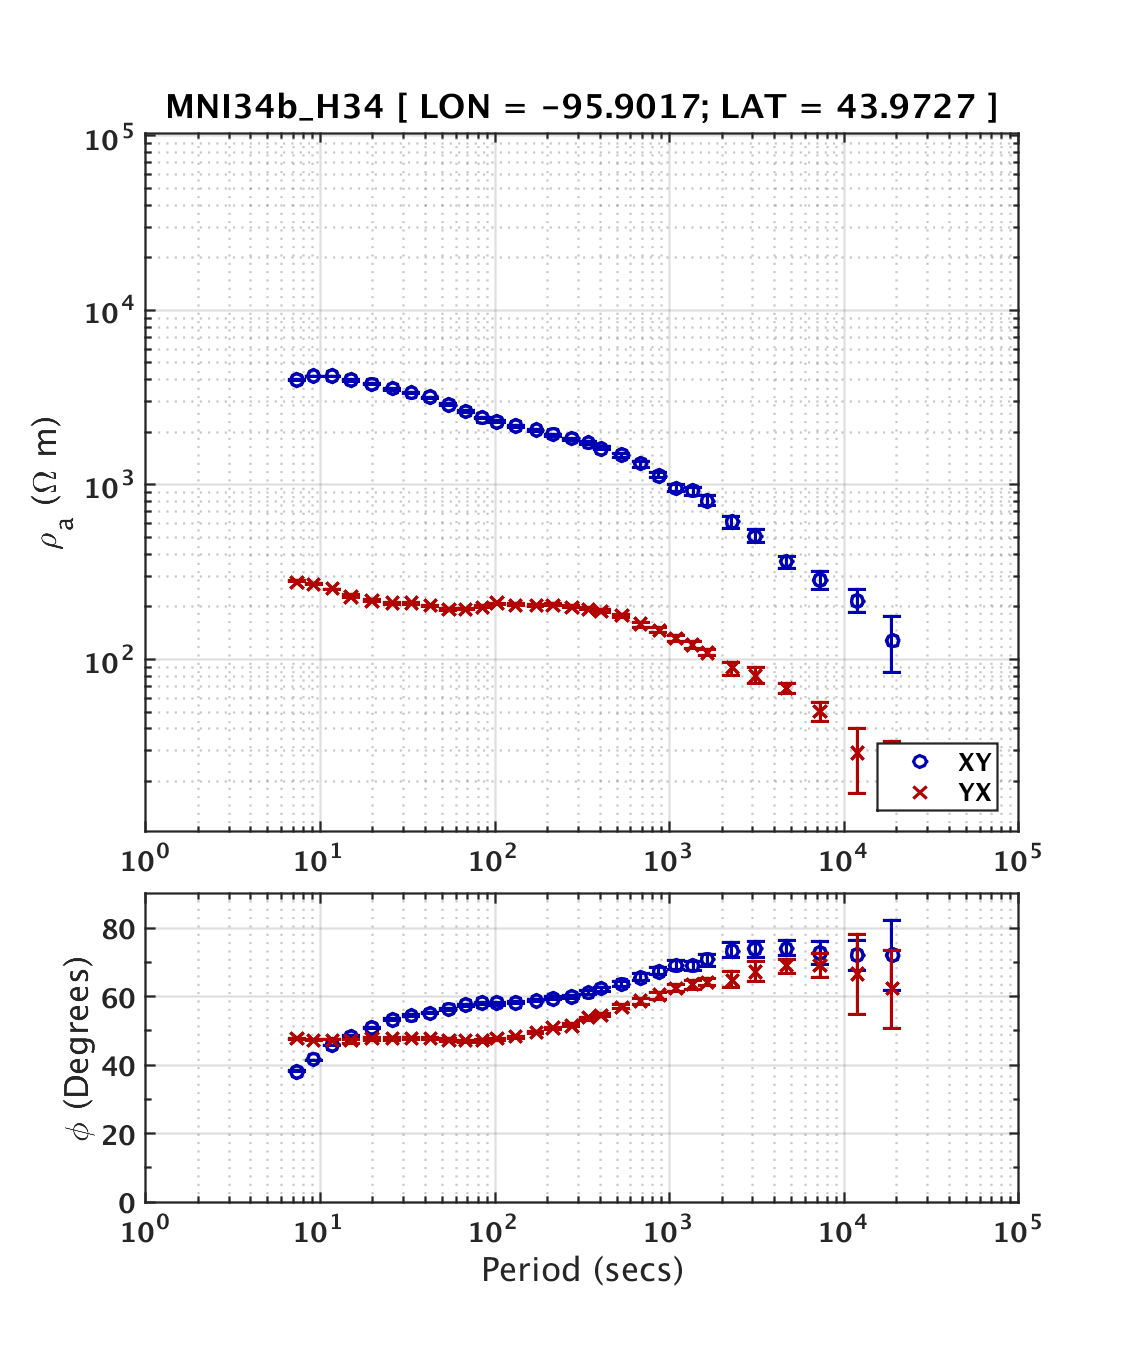 MNI34b_H34 [ LON = -95.9017; LAT = 43.9727 ]
10^5
10^4
10^3
10^2
ρ_a (Ω m)
XY
YX
10^0 10^1 10^2 10^3 10^4 10^5
80
60
40
20
0
ϕ (Degrees)
10^0 10^1 10^2 10^3 10^4 10^5
Period (secs)